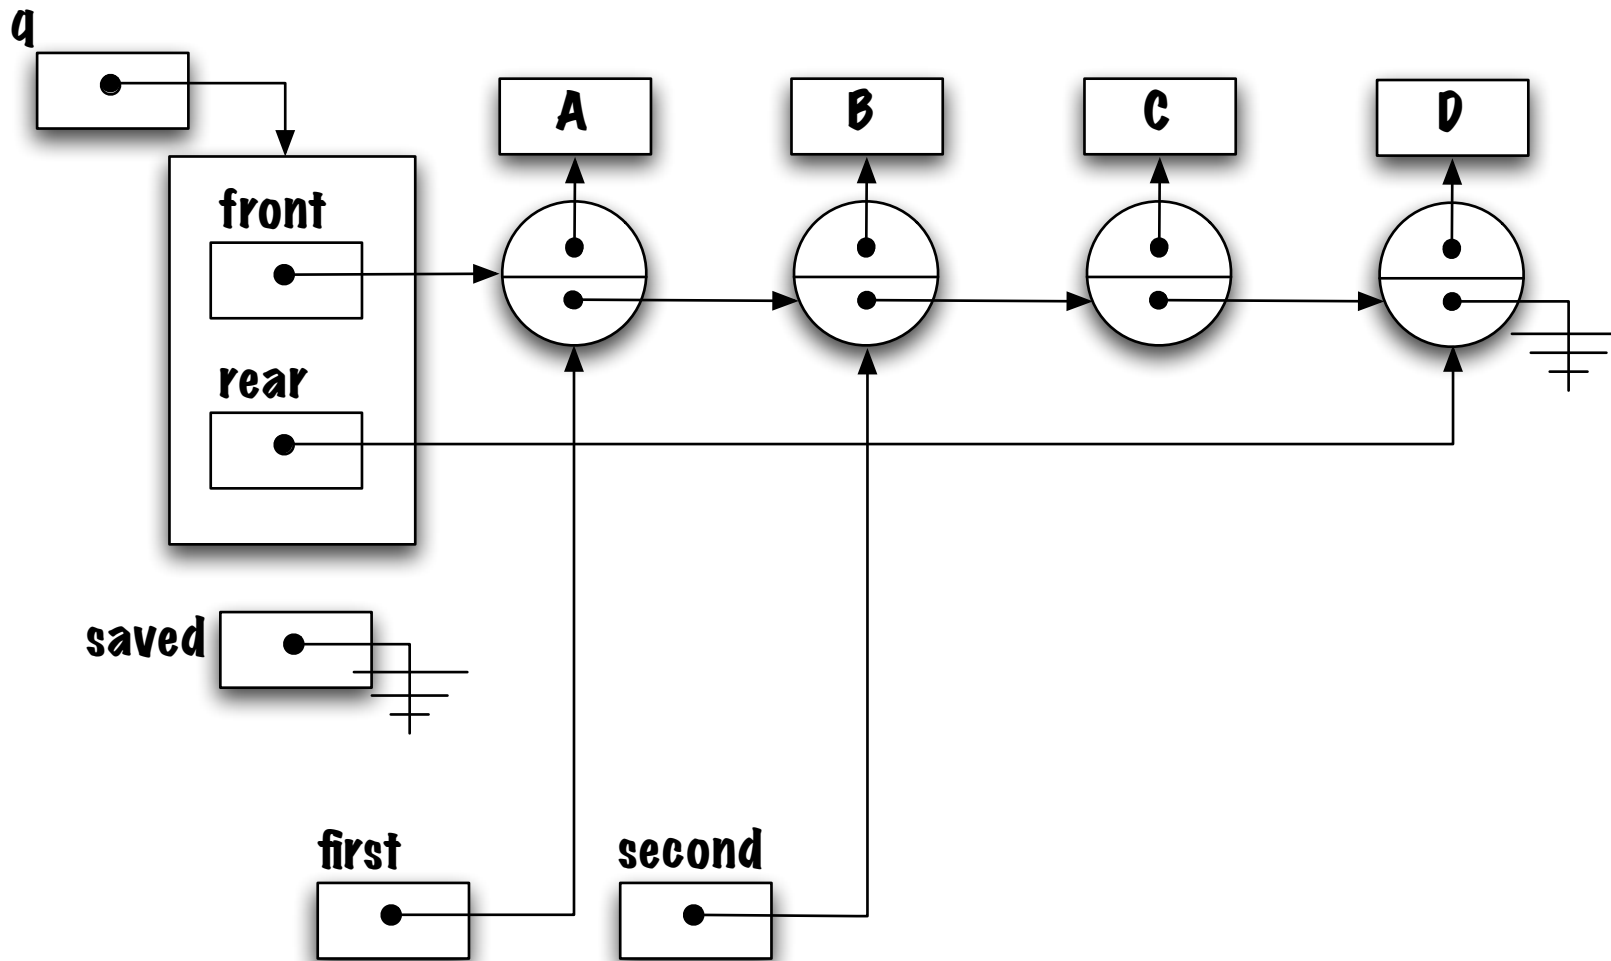 q
A
B
C
D
front
rear
saved
first
second